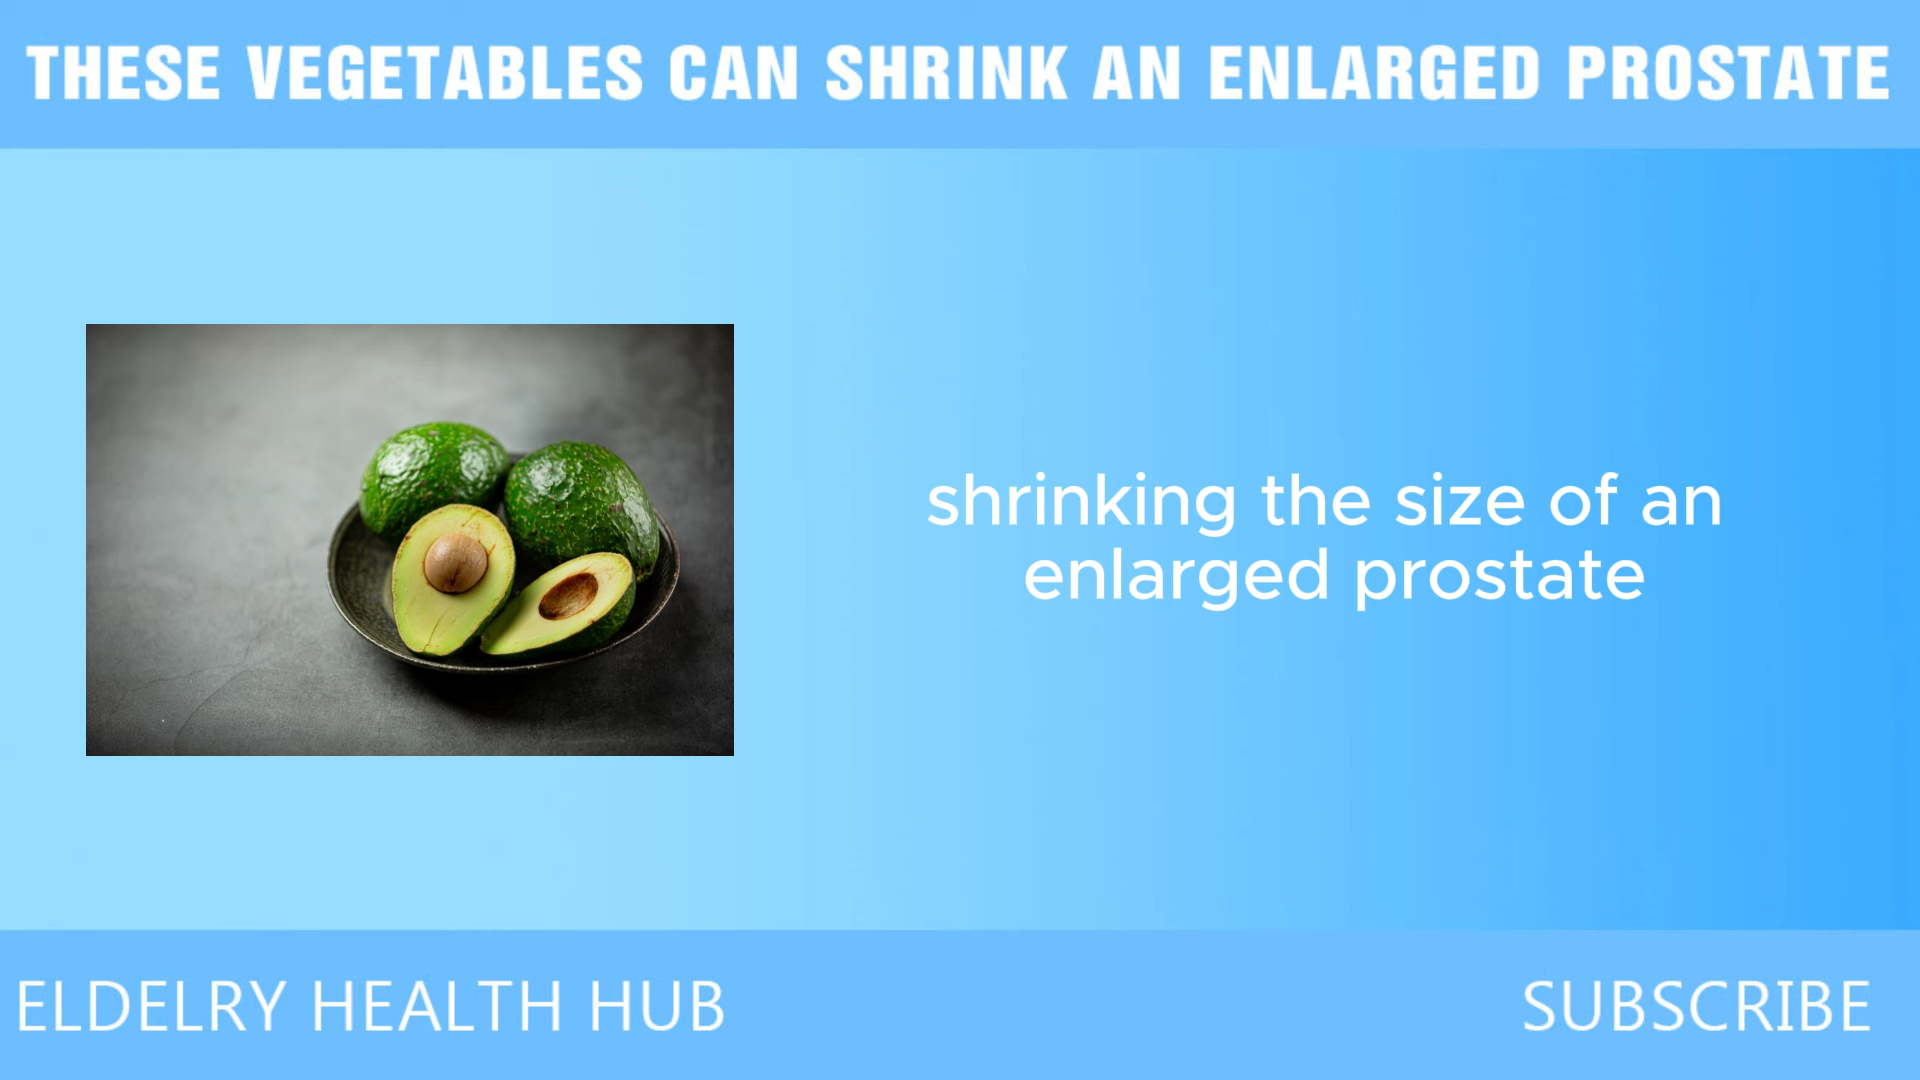 THESE VEGETABLES CAN SHRINK AN ENLARGED PROSTATE
shrinking the size of an
enlarged prostate
ELDELRY HEALTH HUB
SUBSCRIBE